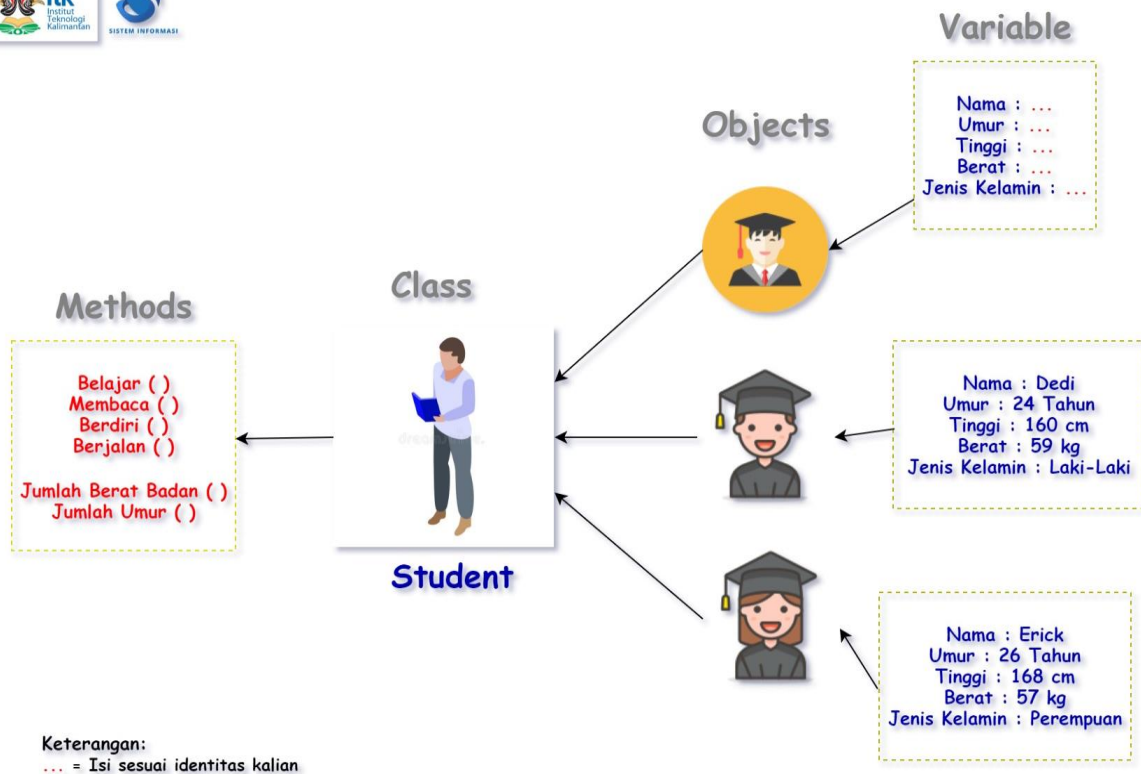 itk
Institut
Teknologi
Kalimantan
SISTEM INFORMASI
Variable
Nama : ...
Umur : ...
Tinggi : ...
Berat : ...
Jenis Kelamin : ...
Objects
Class
Methods
Belajar ( )
Membaca ( )
Berdiri ( )
Berjalan ( )
Jumlah Berat Badan ( )
Jumlah Umur ( )
Student
Nama : Dedi
Umur : 24 Tahun
Tinggi : 160 cm
Berat : 59 kg
Jenis Kelamin : Laki-Laki
Nama : Erick
Umur : 26 Tahun
Tinggi : 168 cm
Berat : 57 kg
Jenis Kelamin : Perempuan
Keterangan:
... = Isi sesuai identitas kalian